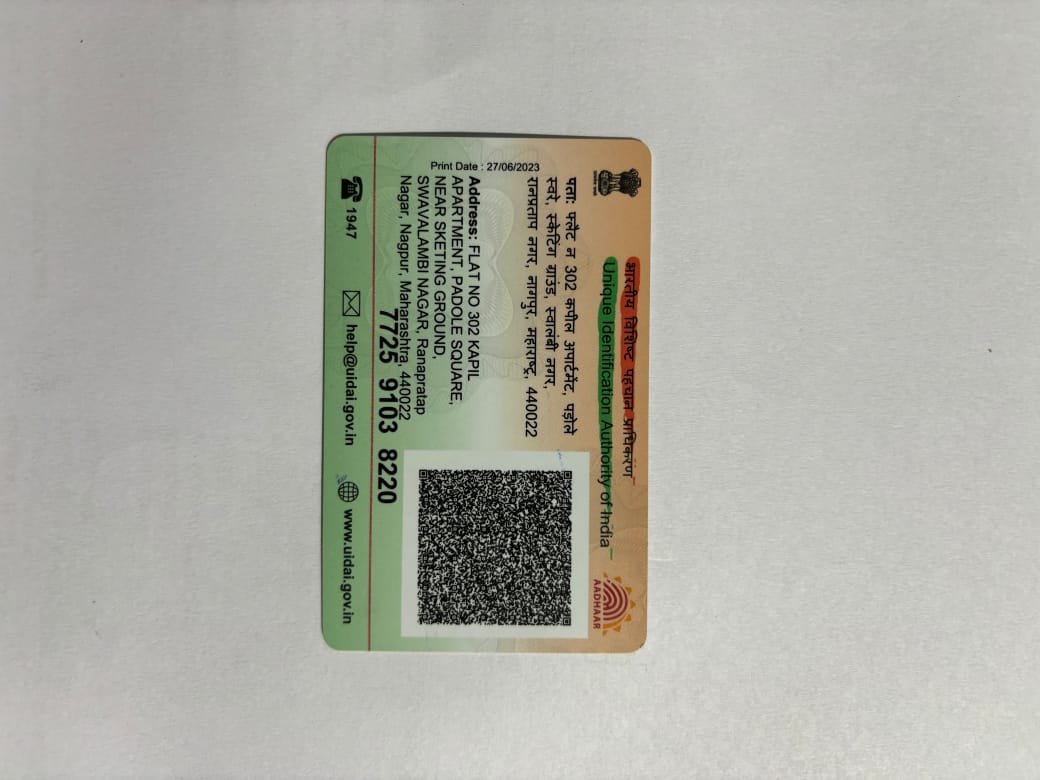 भारतीय विशिष्ट पहचान प्राधिकरण
Unique Identification Authority of India
AADHAAR
पता: फ्लैट न 302 कपील अपार्टमेंट, पड़ोले
स्वरे, स्केटिंग ग्राउंड, स्वालंबी नगर,
रानप्रताप नगर, नागपुर, महाराष्ट्र, 440022
Print Date : 27/06/2023
Address: FLAT NO 302 KAPIL
APARTMENT, PADOLE SQUARE,
NEAR SKETING GROUND,
SWAVALAMBI NAGAR, Ranapratap
Nagar, Nagpur, Maharashtra, 440022
7725 9103 8220
1947
help@uidai.gov.in
www.uidai.gov.in